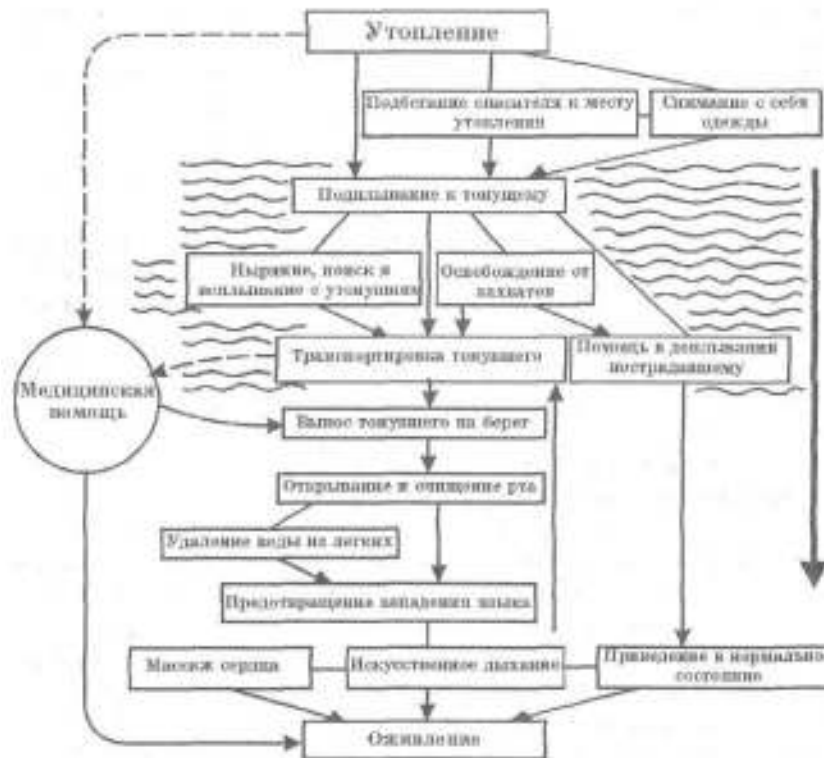 Утопление
Подбегание спасателя к месту
утопления
Снимание с себя
одежды
Подплывание к тонущему
Ныряние, поиск и
всплывание с утонувшим
Освобождение от
захватов
Транспортировка тонувшего
Помощь в доплывании
пострадавшему
Медицинская
помощь
Вынос тонувшего на берег
Открывание и очищение рта
Удаление воды из легких
Предотвращение западения языка
Массаж сердца
Искусственное дыхание
Приведение в нормальное
состояние
Оживление